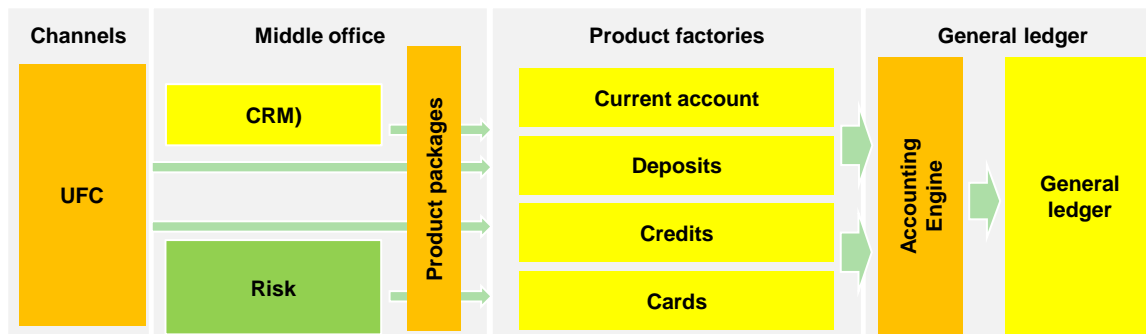 Channels
Middle office
Product factories
General ledger
UFC
CRM)
Risk
Product packages
Current account
Deposits
Credits
Cards
Accounting
Engine
General
ledger